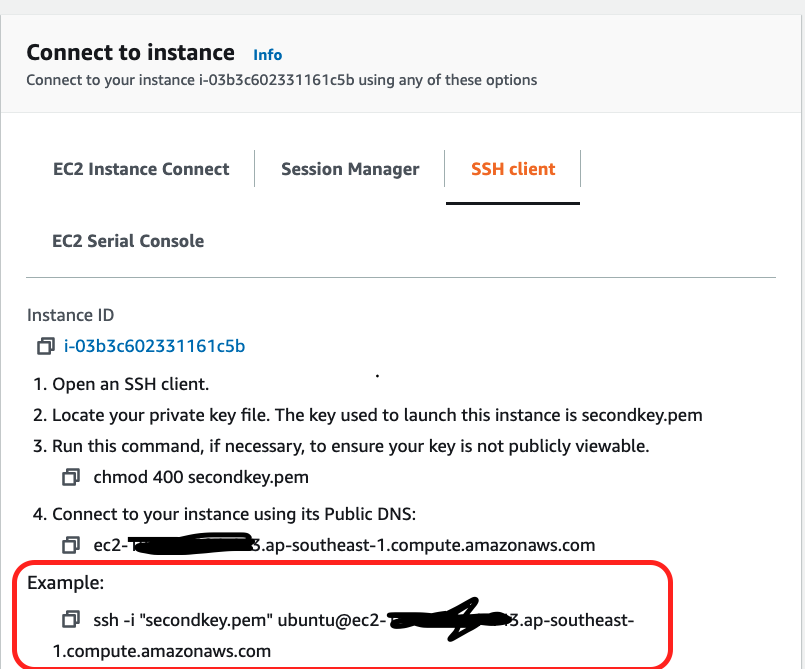 Connect to instance Info
Connect to your instance i-03b3c602331161c5b using any of these options
EC2 Instance Connect Session Manager SSH client
EC2 Serial Console
Instance ID
i-03b3c602331161c5b
1. Open an SSH client.
2. Locate your private key file. The key used to launch this instance is secondkey.pem
3. Run this command, if necessary, to ensure your key is not publicly viewable.
chmod 400 secondkey.pem
4. Connect to your instance using its Public DNS:
ec2- 3.ap-southeast-1.compute.amazonaws.com
Example:
ssh -i "secondkey.pem" ubuntu@ec2- 3.ap-southeast-
1.compute.amazonaws.com